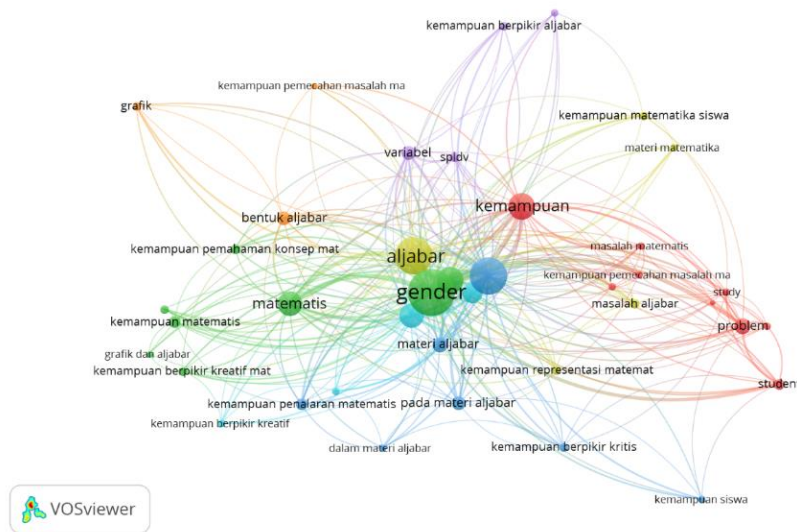 kemampuan berpikir aljabar
kemampuan pemecahan masalah ma
grafik
kemampuan matematika siswa
variabel
spldv
materi matematika
kemampuan
bentuk aljabar
kemampuan pemahaman konsep mat
aljabar
masalah matematis
kemampuan pemecahan masalah ma
gender
study
matematis
masalah aljabar
kemampuan matematis
problem
materi aljabar
grafik dan aljabar
kemampuan berpikir kreatif mat
kemampuan representasi matemat
student
kemampuan penalaran matematis
pada materi aljabar
kemampuan berpikir kreatif
dalam materi aljabar
kemampuan berpikir kritis
kemampuan siswa
VOSviewer